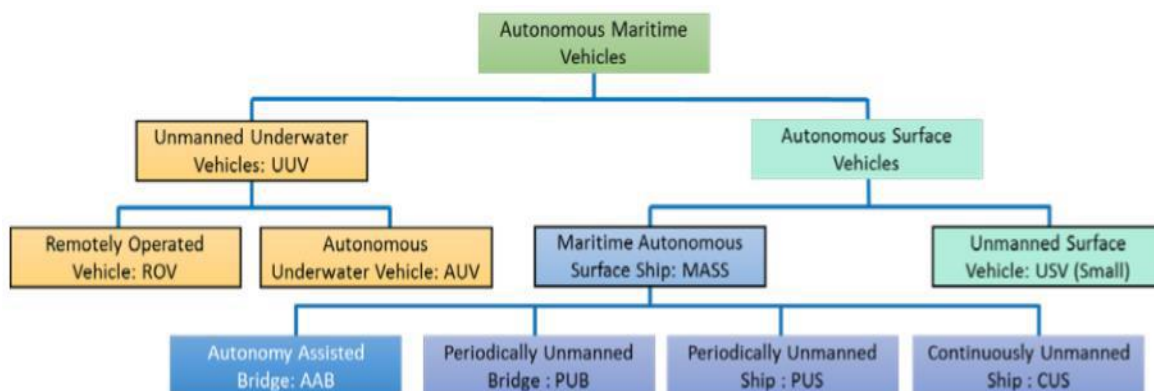 Autonomous Maritime
Vehicles
Unmanned Underwater
Vehicles: UUV
Autonomous Surface
Vehicles
Remotely Operated
Vehicle: ROV
Autonomous
Underwater Vehicle: AUV
Maritime Autonomous
Surface Ship: MASS
Unmanned Surface
Vehicle: USV (Small)
Autonomy Assisted
Bridge: AAB
Periodically Unmanned
Bridge : PUB
Periodically Unmanned
Ship : PUS
Continuously Unmanned
Ship : CUS